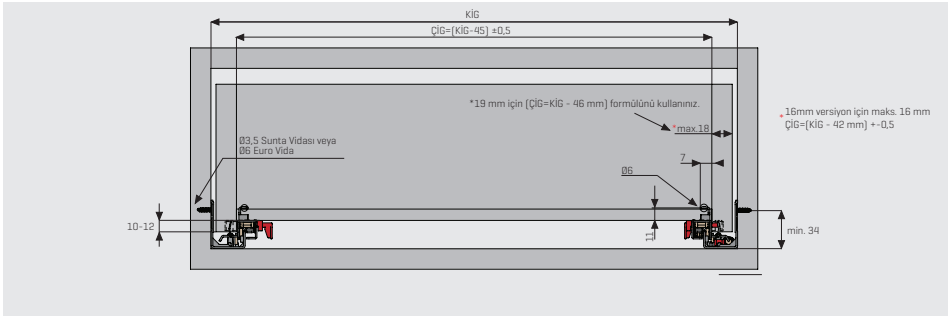 KİG
ÇİG=(KİG-45) ±0,5
*19 mm için (ÇİG=KİG - 46 mm) formülünü kullanınız.
*16mm versiyon için maks. 16 mm
ÇİG=(KİG - 42 mm) +-0,5
*max.18
Ø3,5 Sunta Vidası veya
Ø6 Euro Vida
7
Ø6
10-12
11
min. 34